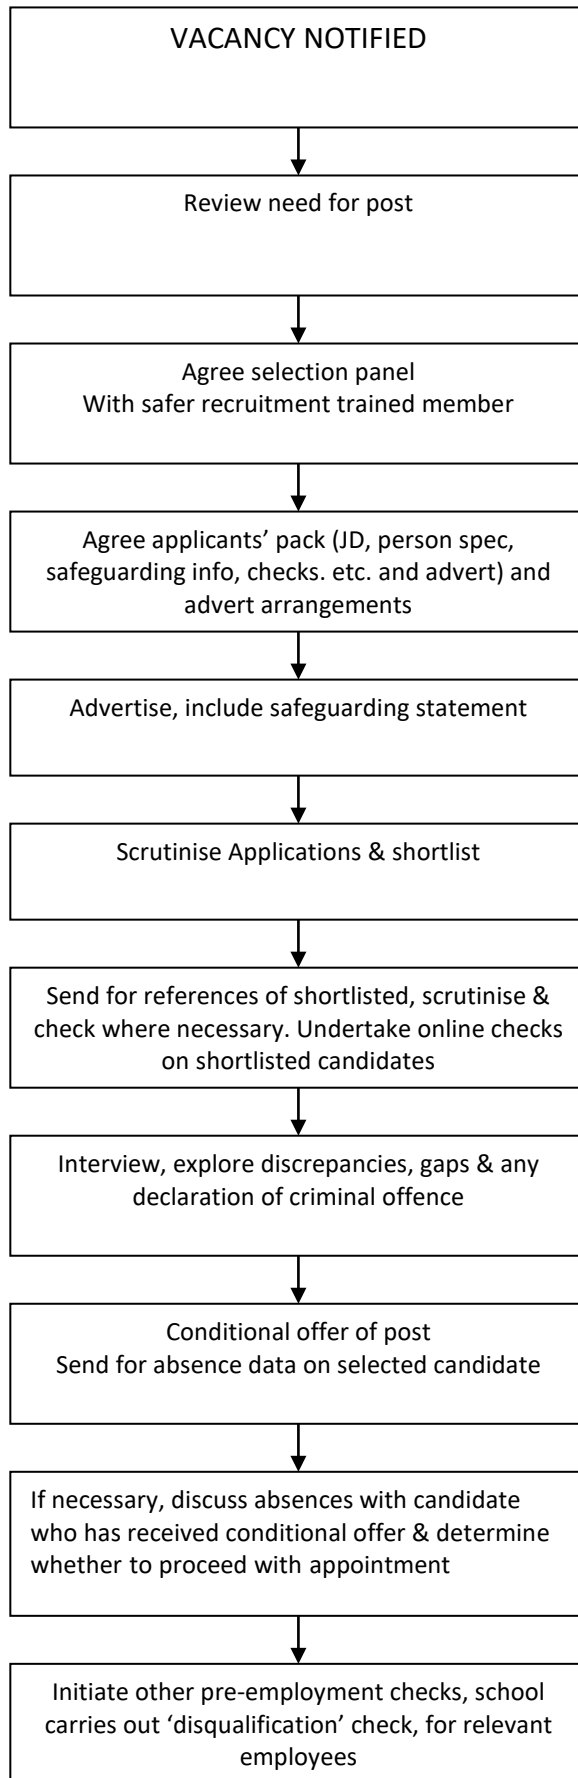 VACANCY NOTIFIED
Review need for post
Agree selection panel
With safer recruitment trained member
Agree applicants’ pack (JD, person spec,
safeguarding info, checks. etc. and advert) and
advert arrangements
Advertise, include safeguarding statement
Scrutinise Applications & shortlist
Send for references of shortlisted, scrutinise &
check where necessary. Undertake online checks
on shortlisted candidates
Interview, explore discrepancies, gaps & any
declaration of criminal offence
Conditional offer of post
Send for absence data on selected candidate
If necessary, discuss absences with candidate
who has received conditional offer & determine
whether to proceed with appointment
Initiate other pre-employment checks, school
carries out ‘disqualification’ check, for relevant
employees